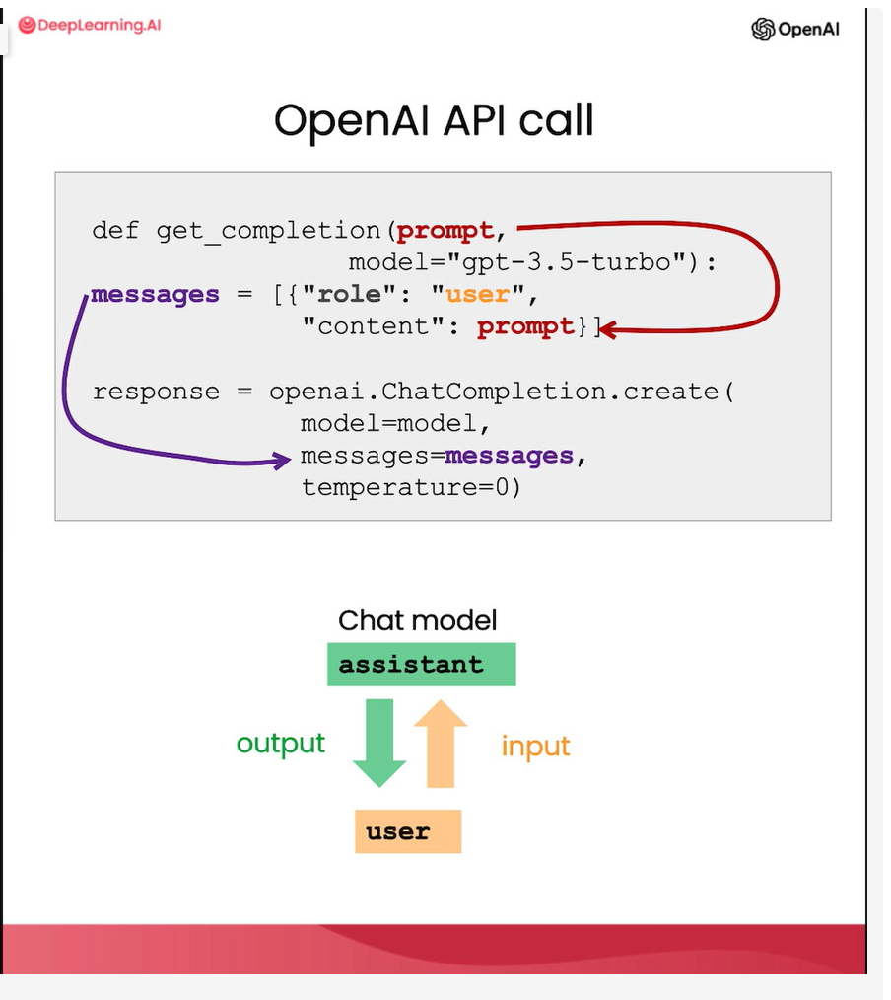 DeepLearning.AI
OpenAI
OpenAI API call
def get_completion(prompt,
model="gpt-3.5-turbo"):
messages = [{"role": "user",
"content": prompt}]
response = openai.ChatCompletion.create(
model=model,
messages=messages,
temperature=0)
Chat model
assistant
output
input
user